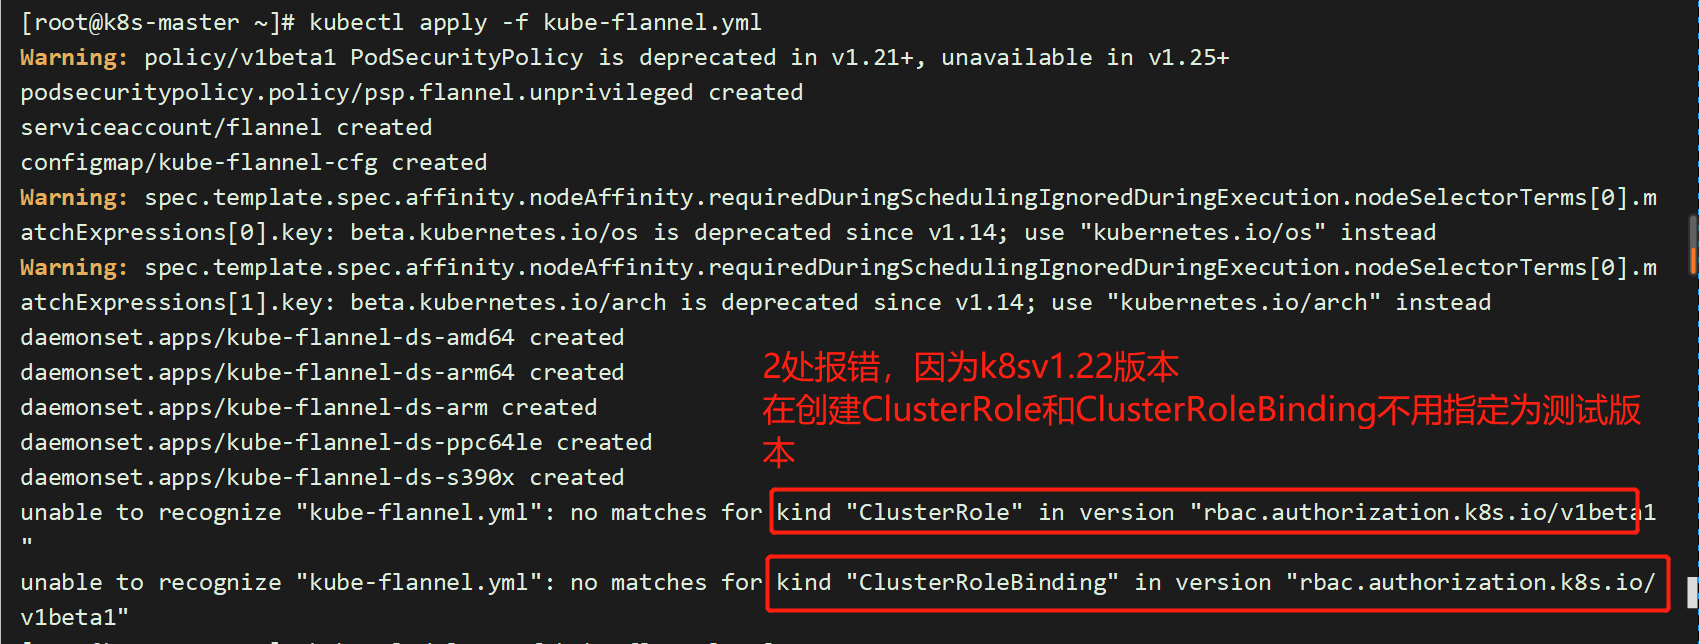 [root@k8s-master ~]# kubectl apply -f kube-flannel.yml
Warning: policy/v1beta1 PodSecurityPolicy is deprecated in v1.21+, unavailable in v1.25+
podsecuritypolicy.policy/psp.flannel.unprivileged created
serviceaccount/flannel created
configmap/kube-flannel-cfg created
Warning: spec.template.spec.affinity.nodeAffinity.requiredDuringSchedulingIgnoredDuringExecution.nodeSelectorTerms[0].m
atchExpressions[0].key: beta.kubernetes.io/os is deprecated since v1.14; use "kubernetes.io/os" instead
Warning: spec.template.spec.affinity.nodeAffinity.requiredDuringSchedulingIgnoredDuringExecution.nodeSelectorTerms[0].m
atchExpressions[1].key: beta.kubernetes.io/arch is deprecated since v1.14; use "kubernetes.io/arch" instead
daemonset.apps/kube-flannel-ds-amd64 created
daemonset.apps/kube-flannel-ds-arm64 created
daemonset.apps/kube-flannel-ds-arm created
daemonset.apps/kube-flannel-ds-ppc64le created
daemonset.apps/kube-flannel-ds-s390x created
2处报错，因为k8sv1.22版本
在创建ClusterRole和ClusterRoleBinding不用指定为测试版
本
unable to recognize "kube-flannel.yml": no matches for kind "ClusterRole" in version "rbac.authorization.k8s.io/v1beta1
"
unable to recognize "kube-flannel.yml": no matches for kind "ClusterRoleBinding" in version "rbac.authorization.k8s.io/
v1beta1"